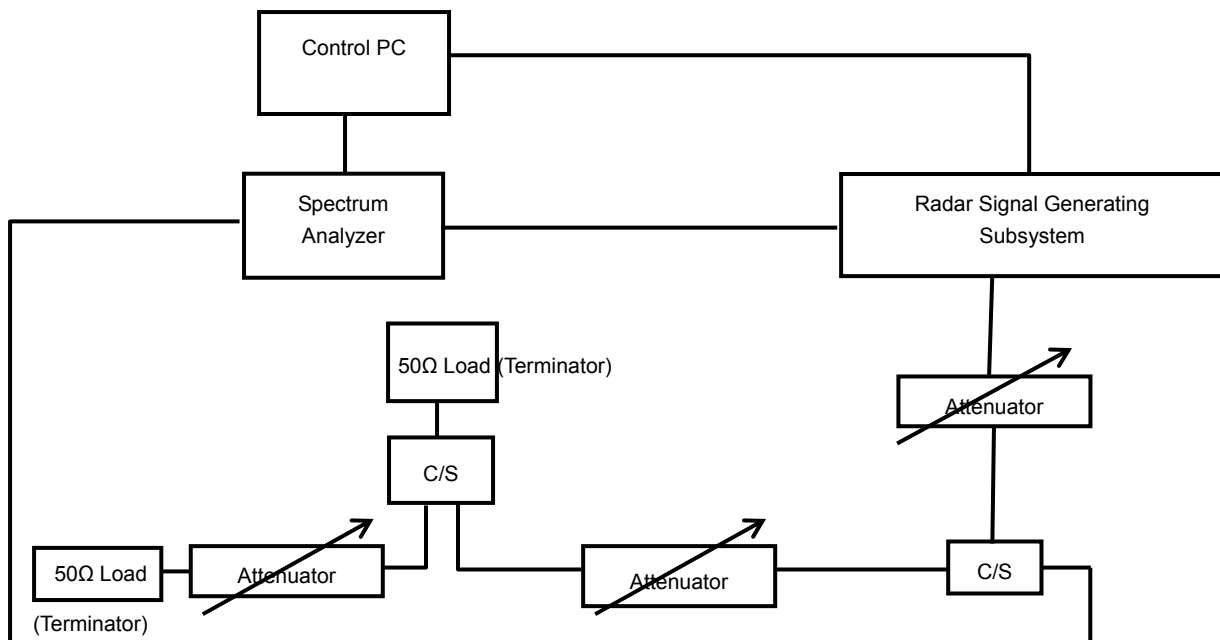 Control PC
Spectrum
Analyzer
Radar Signal Generating
Subsystem
50Ω Load (Terminator)
Attenuator
C/S
50Ω Load
(Terminator)
Attenuator
Attenuator
C/S